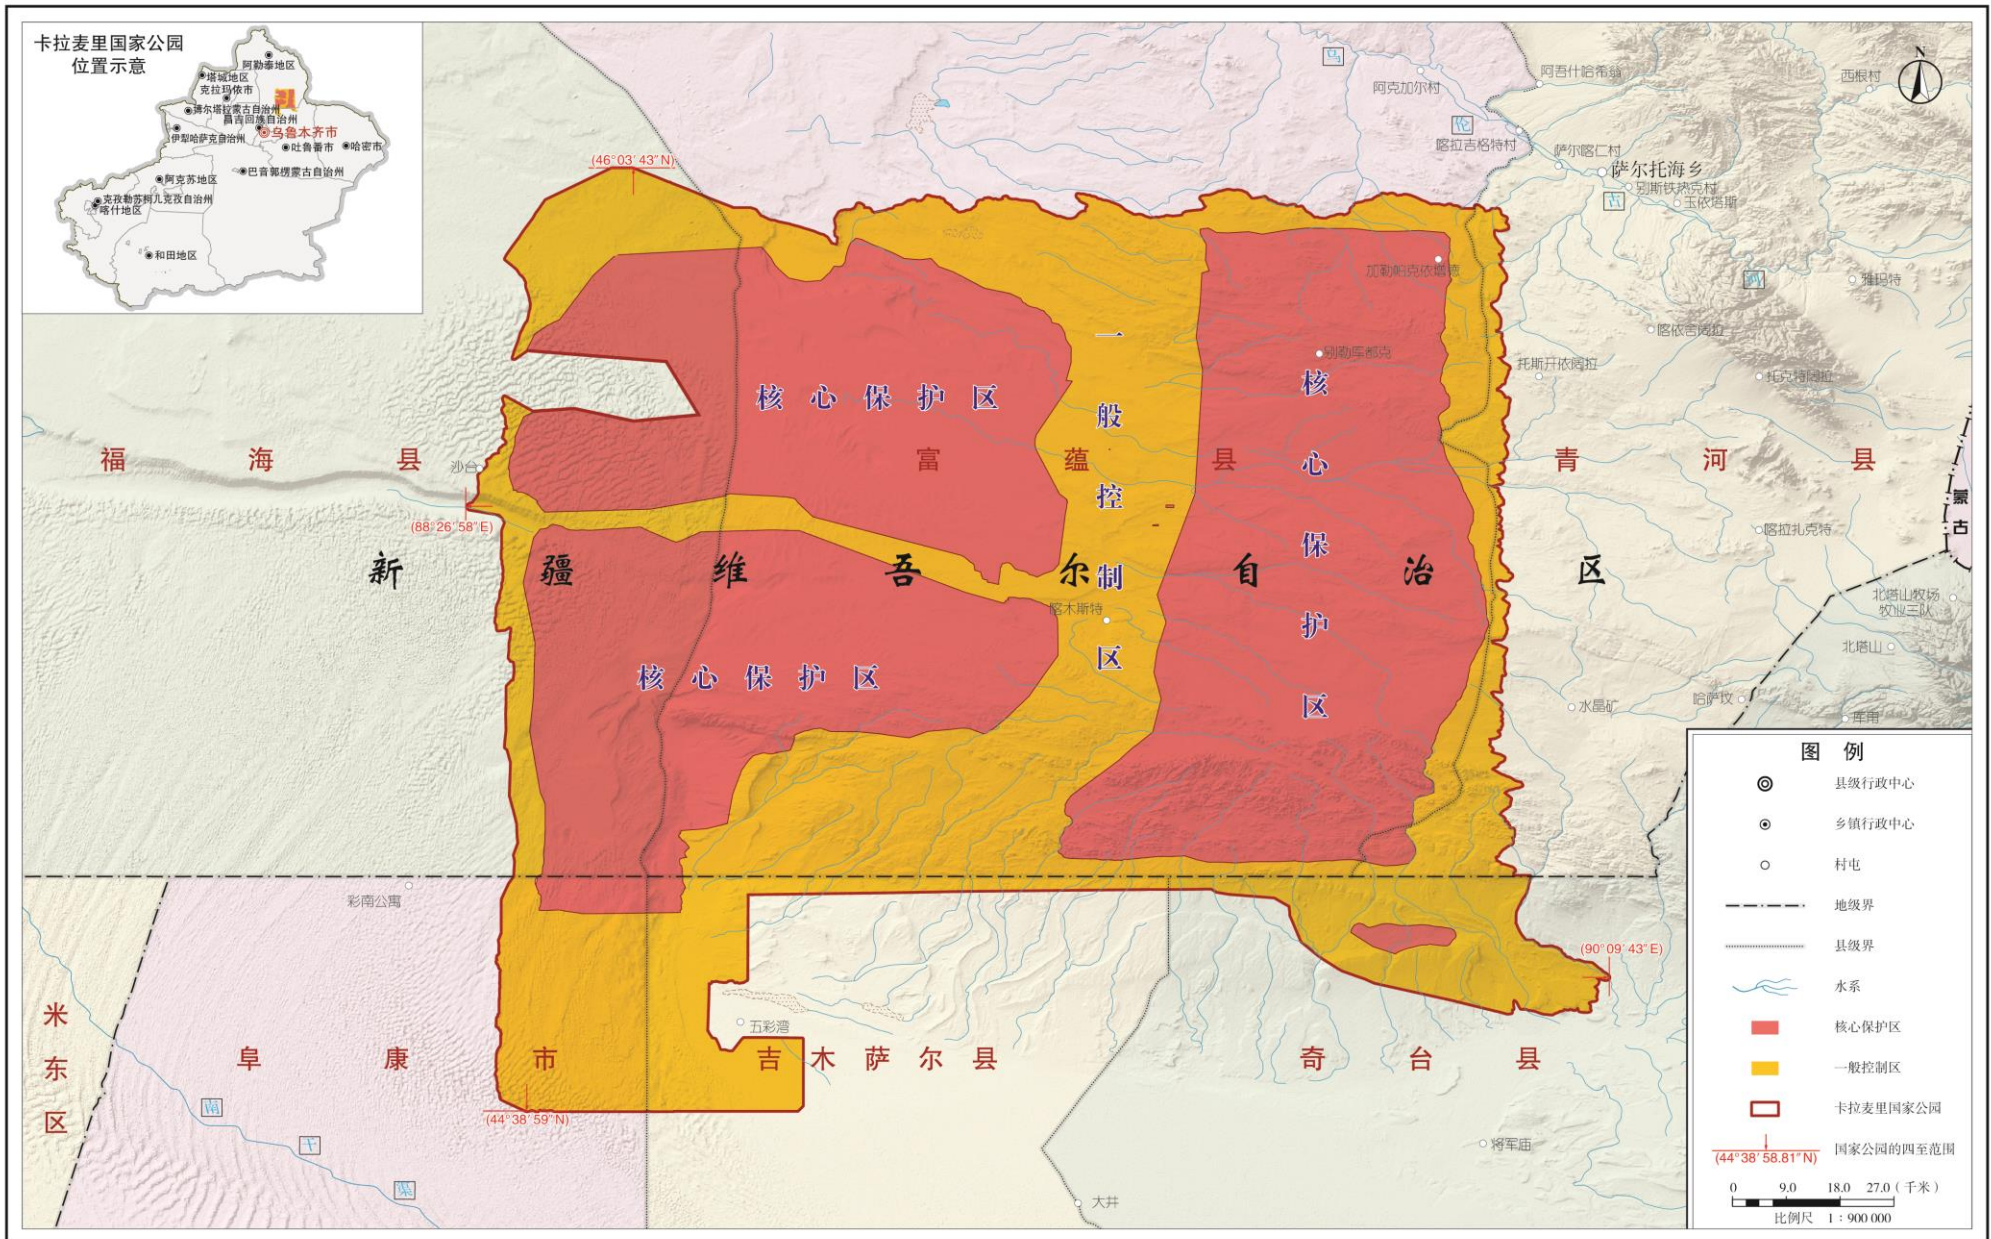 卡拉麦里国家公园
位置示意
阿勒泰地区
塔城地区
克拉玛依市
博尔塔拉蒙古自治州
昌吉回族自治州
乌鲁木齐市
伊犁哈萨克自治州
吐鲁番市
哈密市
巴音郭楞蒙古自治州
阿克苏地区
克孜勒苏柯尔克孜自治州
喀什地区
和田地区
N
乌
伦
古
河
阿克加尔村
阿吾什哈希翁
西根村
喀拉吉格特村
萨尔喀仁村
萨尔托海乡
别斯铁热克村
玉依塔斯
(46°03′43″N)
加勒帕克依增德
雅玛特
喀依舍阔拉
别勒库都克
托斯开依阔拉
托克特阔拉
一般控制区
核心保护区
核心保护区
福海县
富蕴县
青河县
沙台
(88°26′58″E)
蒙古
喀拉扎克特
新疆维吾尔自治区
喀木斯特
北塔山牧场
牧业三队
北塔山
核心保护区
哈萨坟
水晶矿
库甫
彩南公寓
(90°09′43″E)
五彩湾
米东区
阜康市
吉木萨尔县
奇台县
(44°38′59″N)
南
干
渠
将军庙
大井
图例
县级行政中心
乡镇行政中心
村屯
地级界
县级界
水系
核心保护区
一般控制区
卡拉麦里国家公园
(44°38′58.81″N) 国家公园的四至范围
0 9.0 18.0 27.0（千米）
比例尺 1：900 000